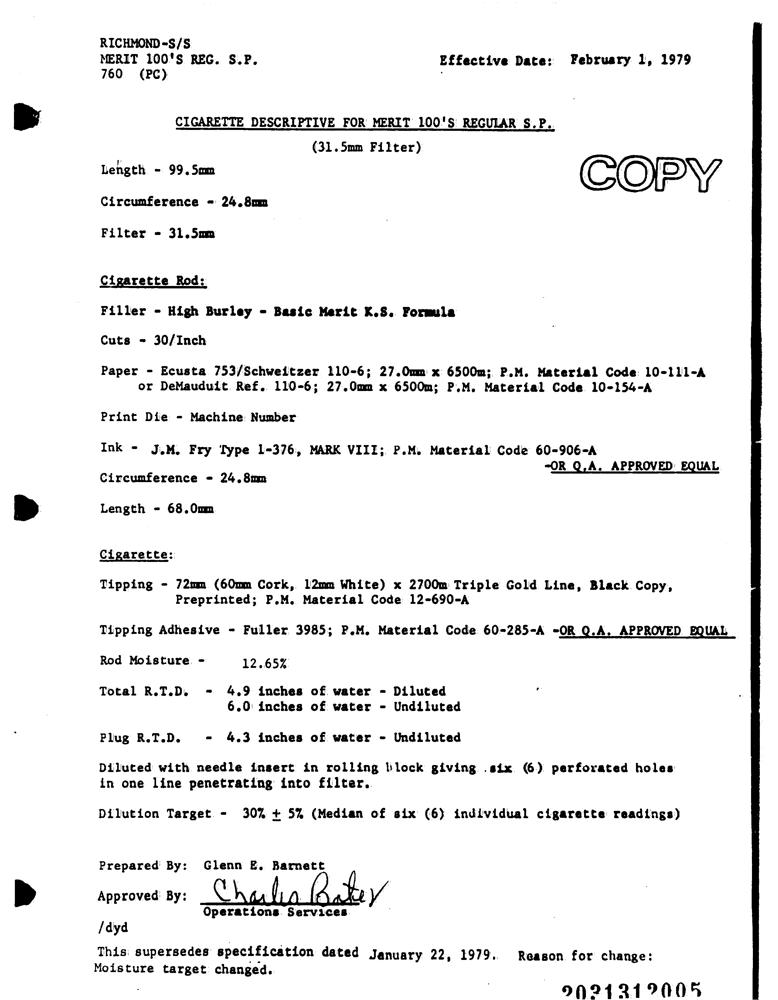 RICHMOND-S/S
MERIT 100'S REG. S.P.
Effective Date: February 1, 1979
760 (PC)
CIGARETTE DESCRIPTIVE FOR MERIT 100'S REGULAR S.P.
(31.5mm Filter)
COPY
Length - 99.5mm
Circumference - 24.8mm
Filter - 31.5mm
Cigarette Rod:
Filler - High Burley - Basic Merit K.S. Formula
Cuts - 30/Inch
Paper - Ecusta 753/Schweitzer 110-6; 27.0mm x 6500m; P.M. Material Code 10-111-A
or DeMauduit Ref. 110-6; 27.0mm x 6500m; P.M. Material Code 10-154-A
Print Die - Machine Number
Ink - J.M. Fry Type 1-376, MARK VIII; P.M. Material Code 60-906-A
-OR Q.A. APPROVED EQUAL
Circumference - 24.8mm
Length - 68.0mm
Cigarette:
Tipping - 72mm (60mm Cork, 12mm White) x 2700m Triple Gold Line, Black Copy,
Preprinted; P.M. Material Code 12-690-A
Tipping Adhesive - Fuller 3985; P.M. Material Code 60-285-A -OR Q.A. APPROVED EQUAL
Rod Moisture - 12.65%
Total R.T.D. - 4.9 inches of water - Diluted
6.0 inches of water - Undiluted
Plug R.T.D. - 4.3 inches of water - Undiluted
Diluted with needle insert in rolling block giving six (6) perforated holes
in one line penetrating into filter.
Dilution Target - 30% ± 5% (Median of six (6) individual cigarette readings)
Prepared By: Glenn E. Barnett
Approved By: Charles Baker
Operations Services
/dyd
This supersedes specification dated January 22, 1979. Reason for change:
Moisture target changed.
2021312005